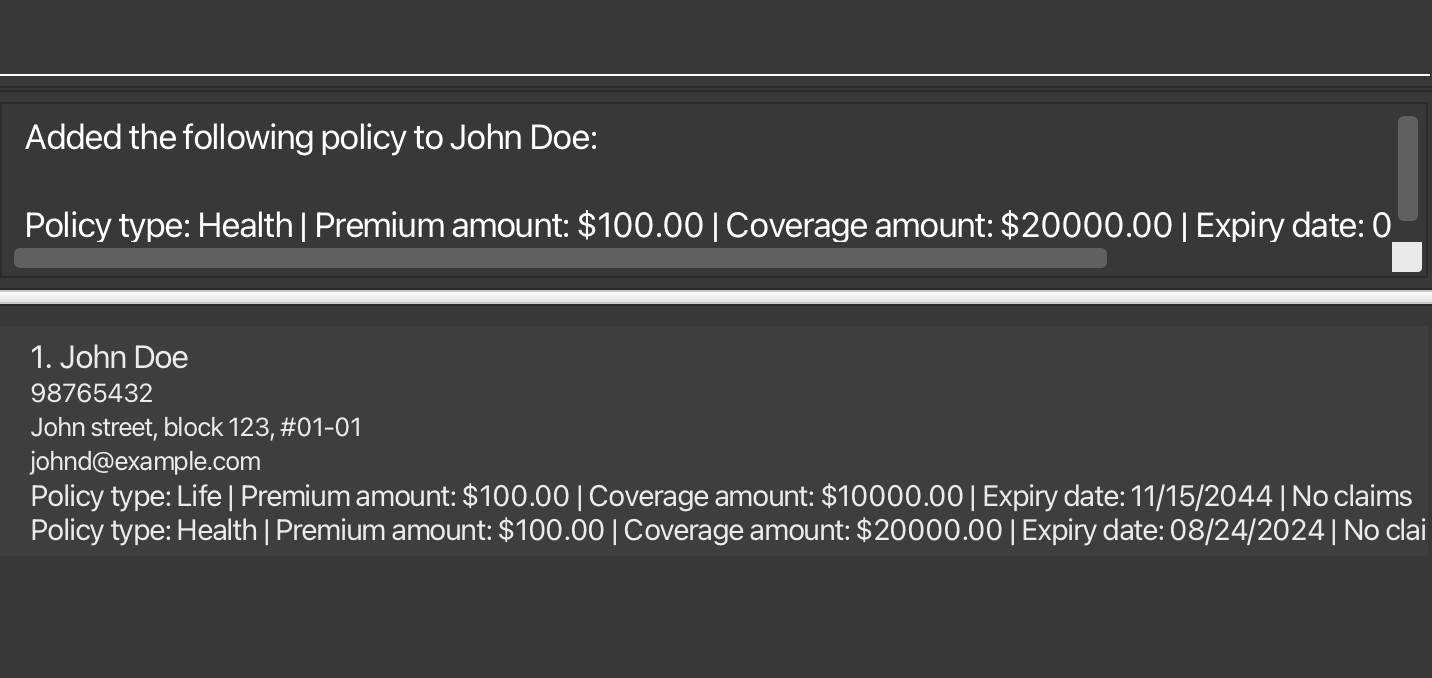 Added the following policy to John Doe:
Policy type: Health | Premium amount: $100.00 | Coverage amount: $20000.00 | Expiry date: 0
1. John Doe
98765432
John street, block 123, #01-01
johnd@example.com
Policy type: Life | Premium amount: $100.00 | Coverage amount: $10000.00 | Expiry date: 11/15/2044 | No claims
Policy type: Health | Premium amount: $100.00 | Coverage amount: $20000.00 | Expiry date: 08/24/2024 | No clai